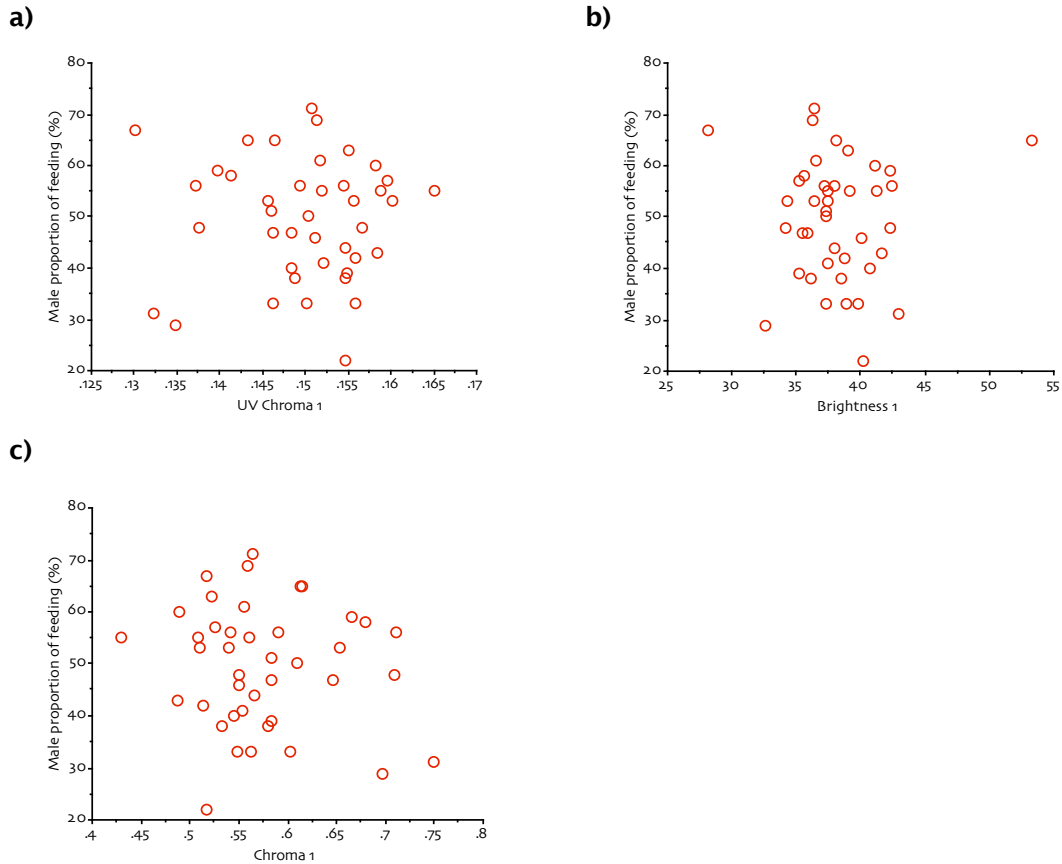 a)
80
70
60
50
40
30
20
Male proportion of feeding (%)
.125 .13 .135 .14 .145 .15 .155 .16 .165 .17
UV Chroma 1
b)
80
70
60
50
40
30
20
Male proportion of feeding (%)
25 30 35 40 45 50 55
Brightness 1
c)
80
70
60
50
40
30
20
Male proportion of feeding (%)
.4 .45 .5 .55 .6 .65 .7 .75 .8
Chroma 1